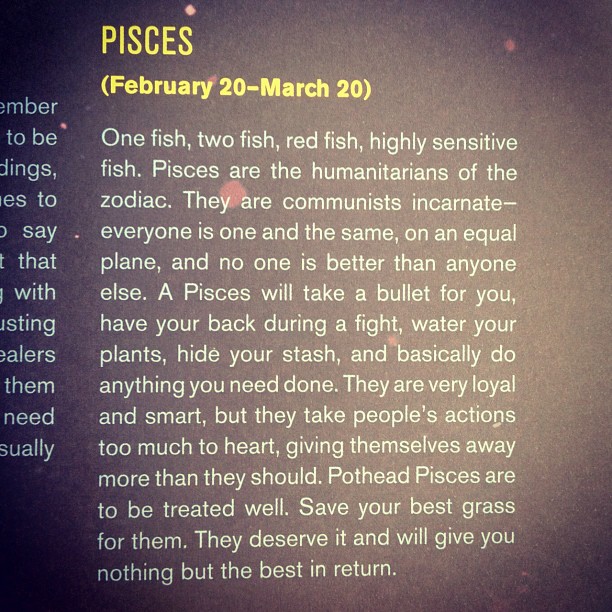 PISCES
(February 20–March 20)
One fish, two fish, red fish, highly sensitive
fish. Pisces are the humanitarians of the
zodiac. They are communists incarnate—
everyone is one and the same, on an equal
plane, and no one is better than anyone
else. A Pisces will take a bullet for you,
have your back during a fight, water your
plants, hide your stash, and basically do
anything you need done. They are very loyal
and smart, but they take people's actions
too much to heart, giving themselves away
more than they should. Pothead Pisces are
to be treated well. Save your best grass
for them. They deserve it and will give you
nothing but the best in return.
to be
to
say
that
with
them
need